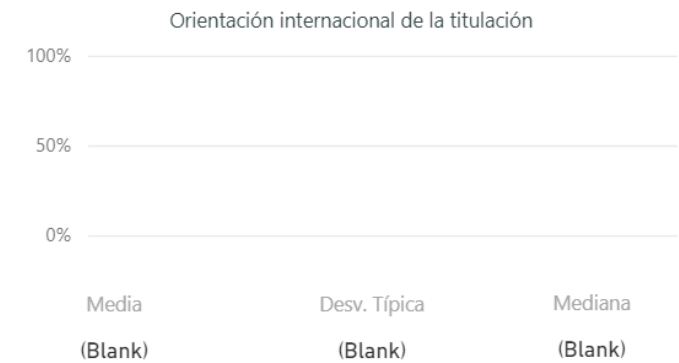 Orientación internacional de la titulación
100%
50%
0%
Media Desv. Típica Mediana
(Blank) (Blank) (Blank)